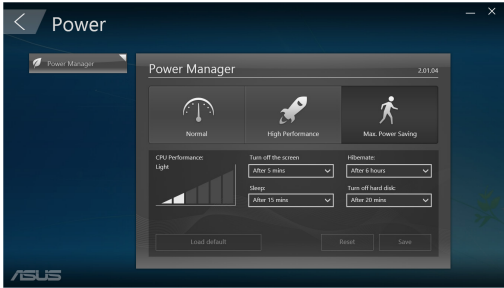 Power
Power Manager
Power Manager
2.01.04
Normal
High Performance
Max. Power Saving
CPU Performance:
Light
Turn off the screen
After 5 mins
Hibernate:
After 6 hours
Sleep:
After 15 mins
Turn off hard disk:
After 20 mins
Load default
Reset
Save
ASUS